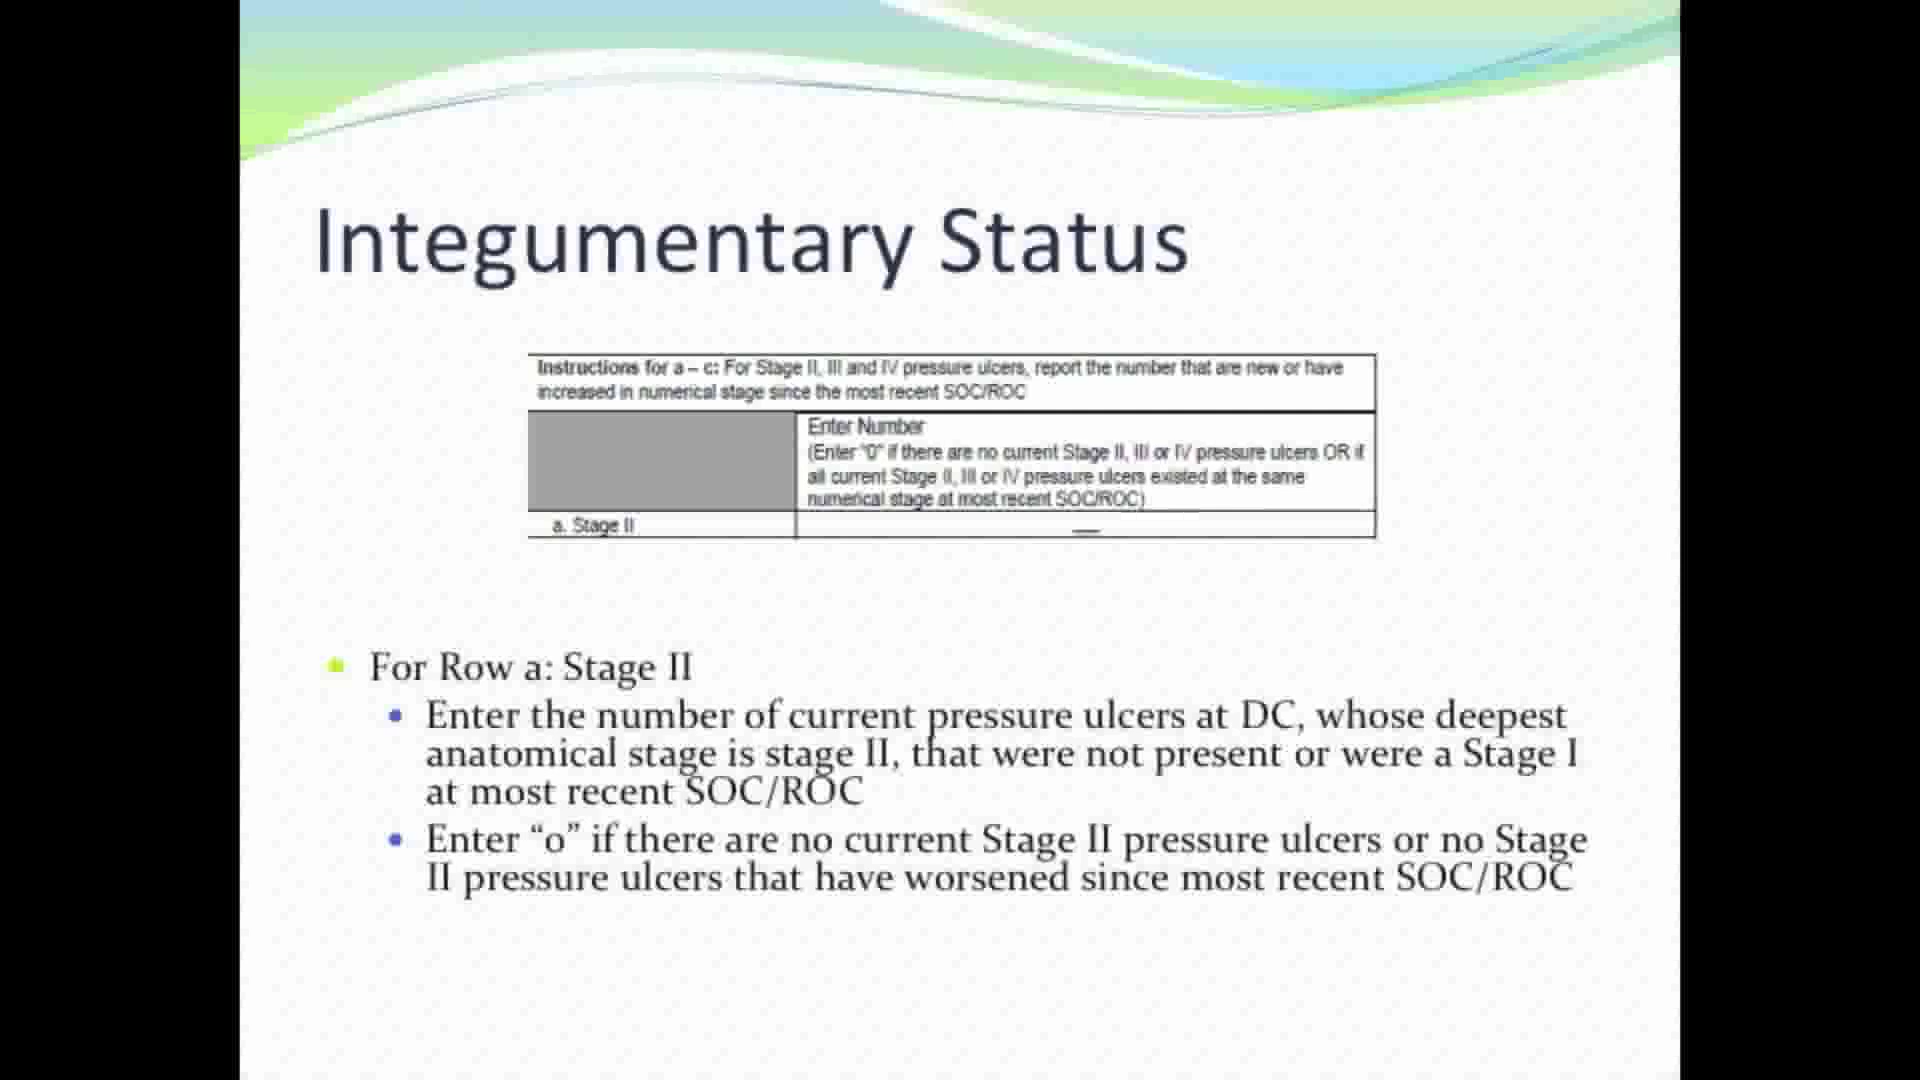 Integumentary Status
Instructions for a – c: For Stage II, III and IV pressure ulcers, report the number that are new or have
increased in numerical stage since the most recent SOC/ROC
Enter Number
(Enter "0" if there are no current Stage II, III or IV pressure ulcers OR if
all current Stage II, III or IV pressure ulcers existed at the same
numerical stage at most recent SOC/ROC)
a. Stage II __
• For Row a: Stage II
• Enter the number of current pressure ulcers at DC, whose deepest
anatomical stage is stage II, that were not present or were a Stage I
at most recent SOC/ROC
• Enter “0” if there are no current Stage II pressure ulcers or no Stage
II pressure ulcers that have worsened since most recent SOC/ROC